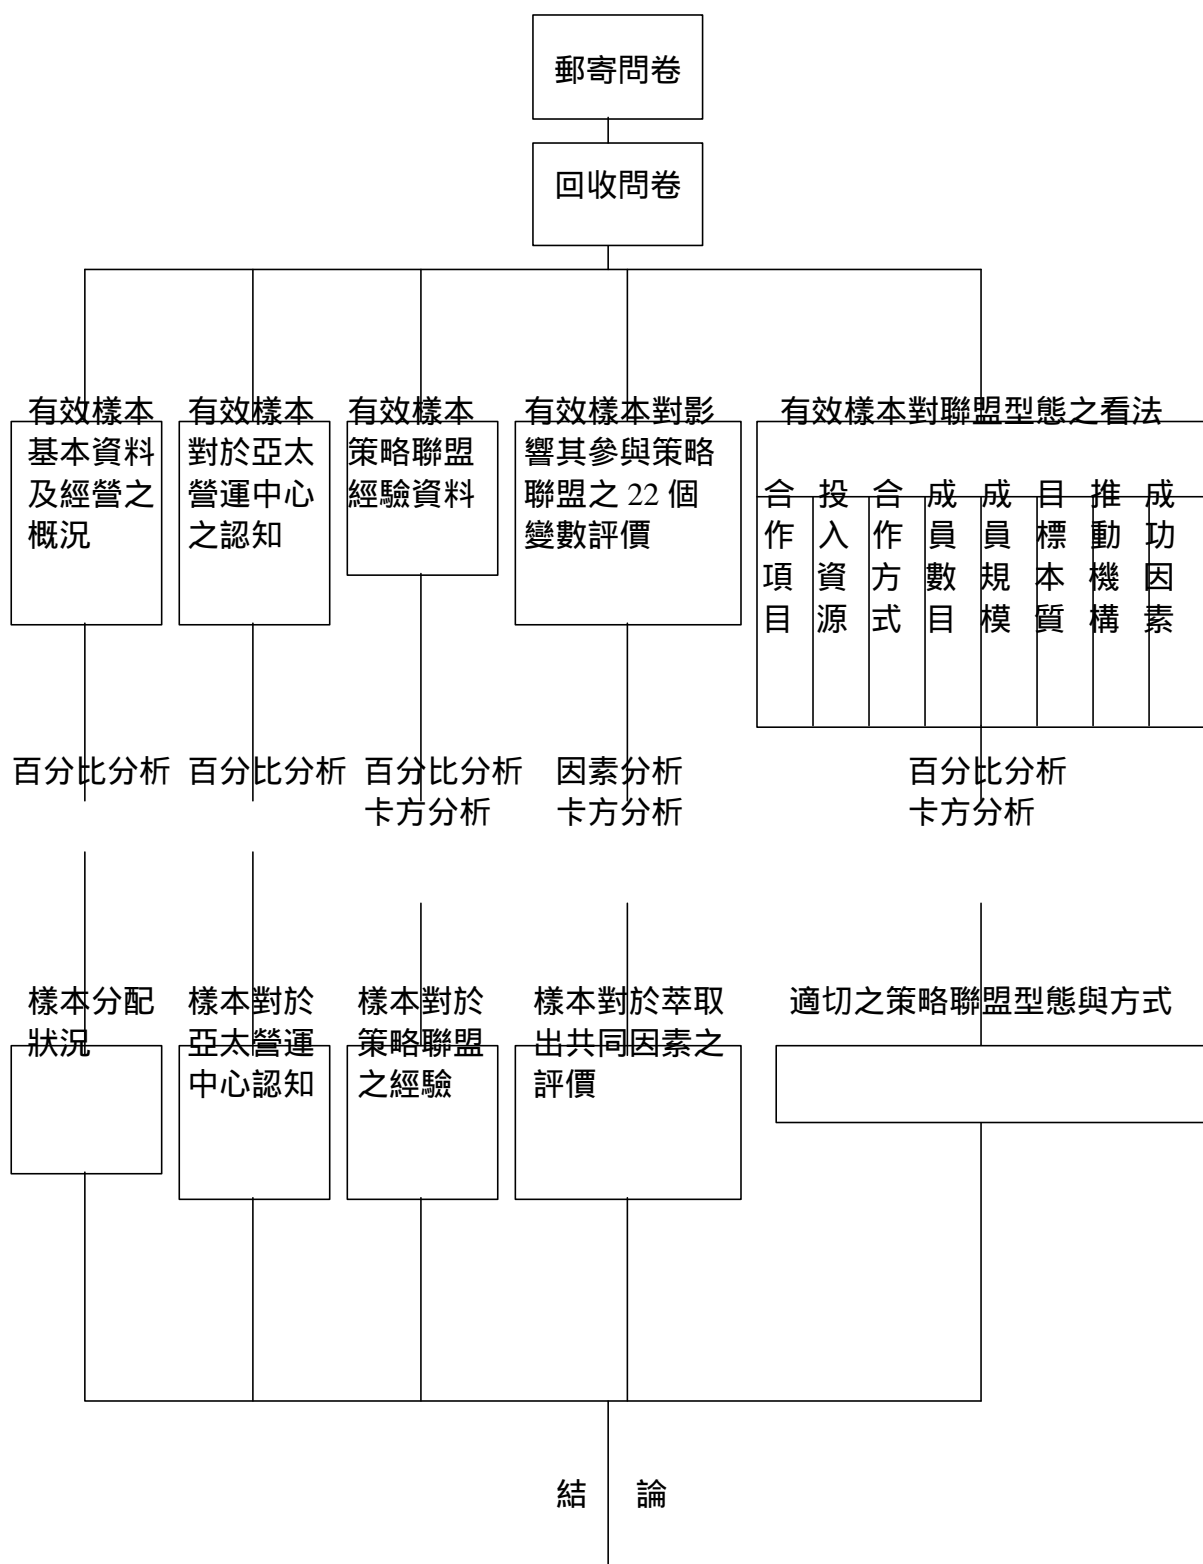 郵寄問卷
回收問卷
有效樣本
基本資料
及經營之
概況
有效樣本
對於亞太
營運中心
之認知
有效樣本
策略聯盟
經驗資料
有效樣本對影
響其參與策略
聯盟之 22 個
變數評價
有效樣本對聯盟型態之看法
合作項目
投入資源
合作方式
成員數目
成員規模
目標本質
推動機構
成功因素
百分比分析
百分比分析
百分比分析
卡方分析
因素分析
卡方分析
百分比分析
卡方分析
樣本分配
狀況
樣本對於
亞太營運
中心認知
樣本對於
策略聯盟
之經驗
樣本對於萃取
出共同因素之
評價
適切之策略聯盟型態與方式
結 論